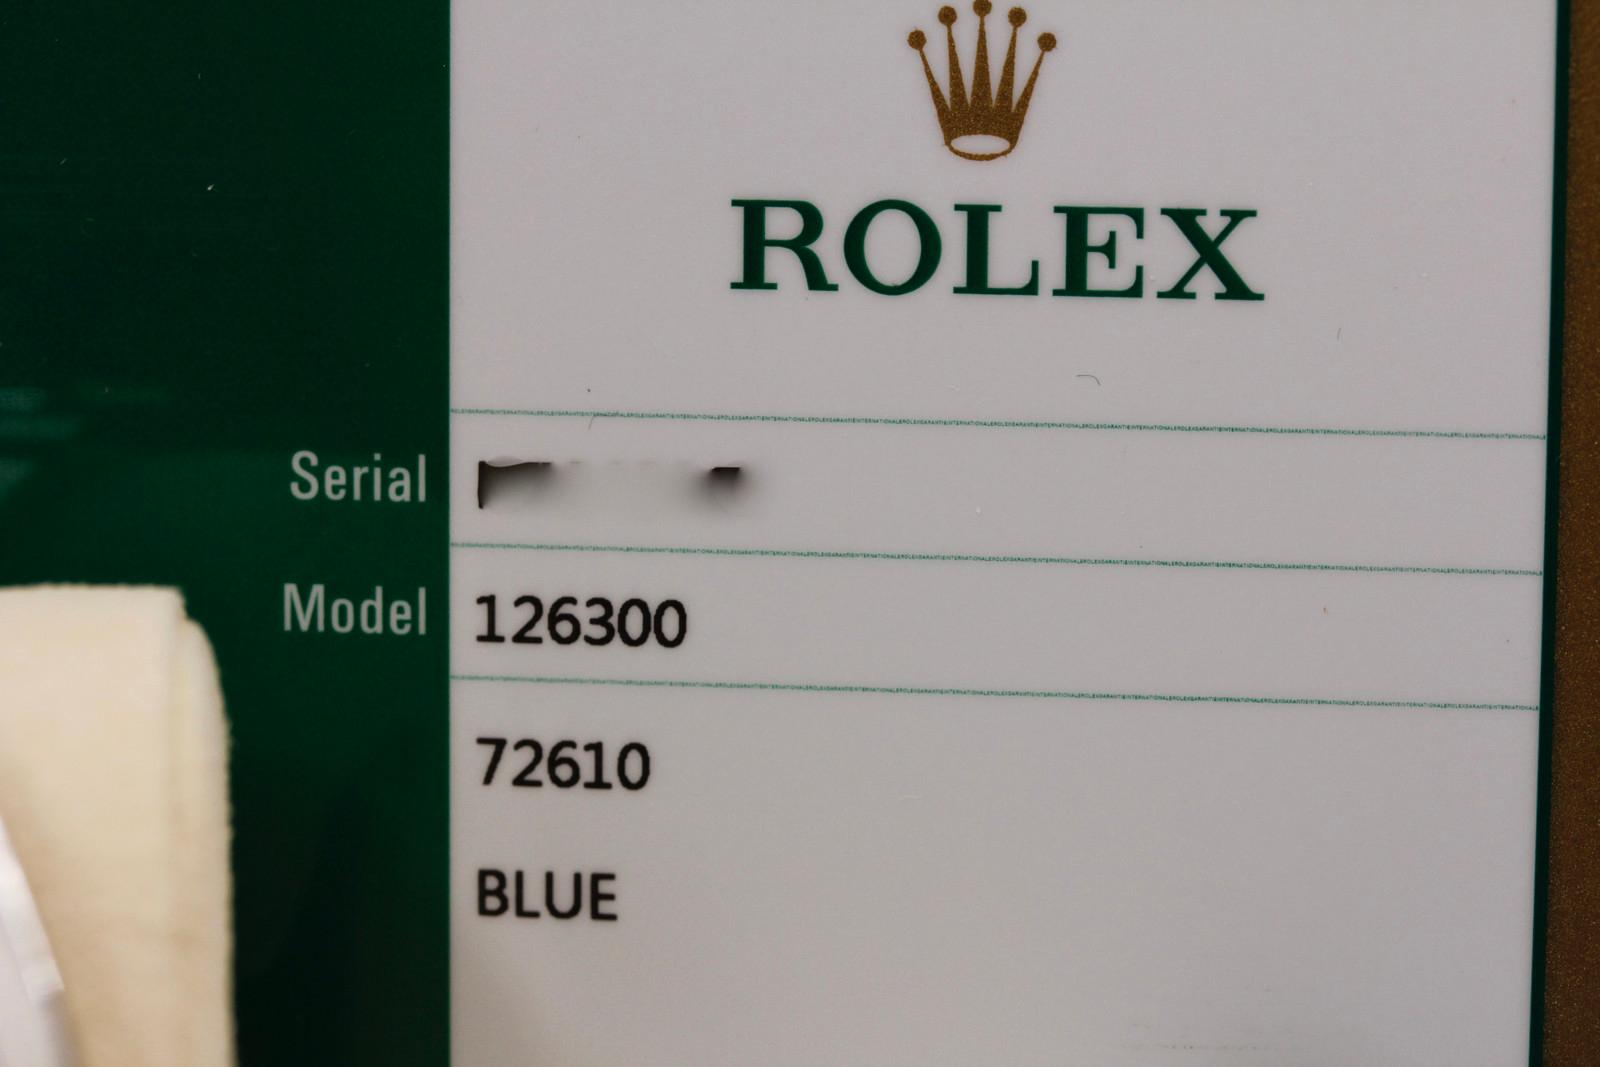 ROLEX
Serial
Model 126300
72610
BLUE